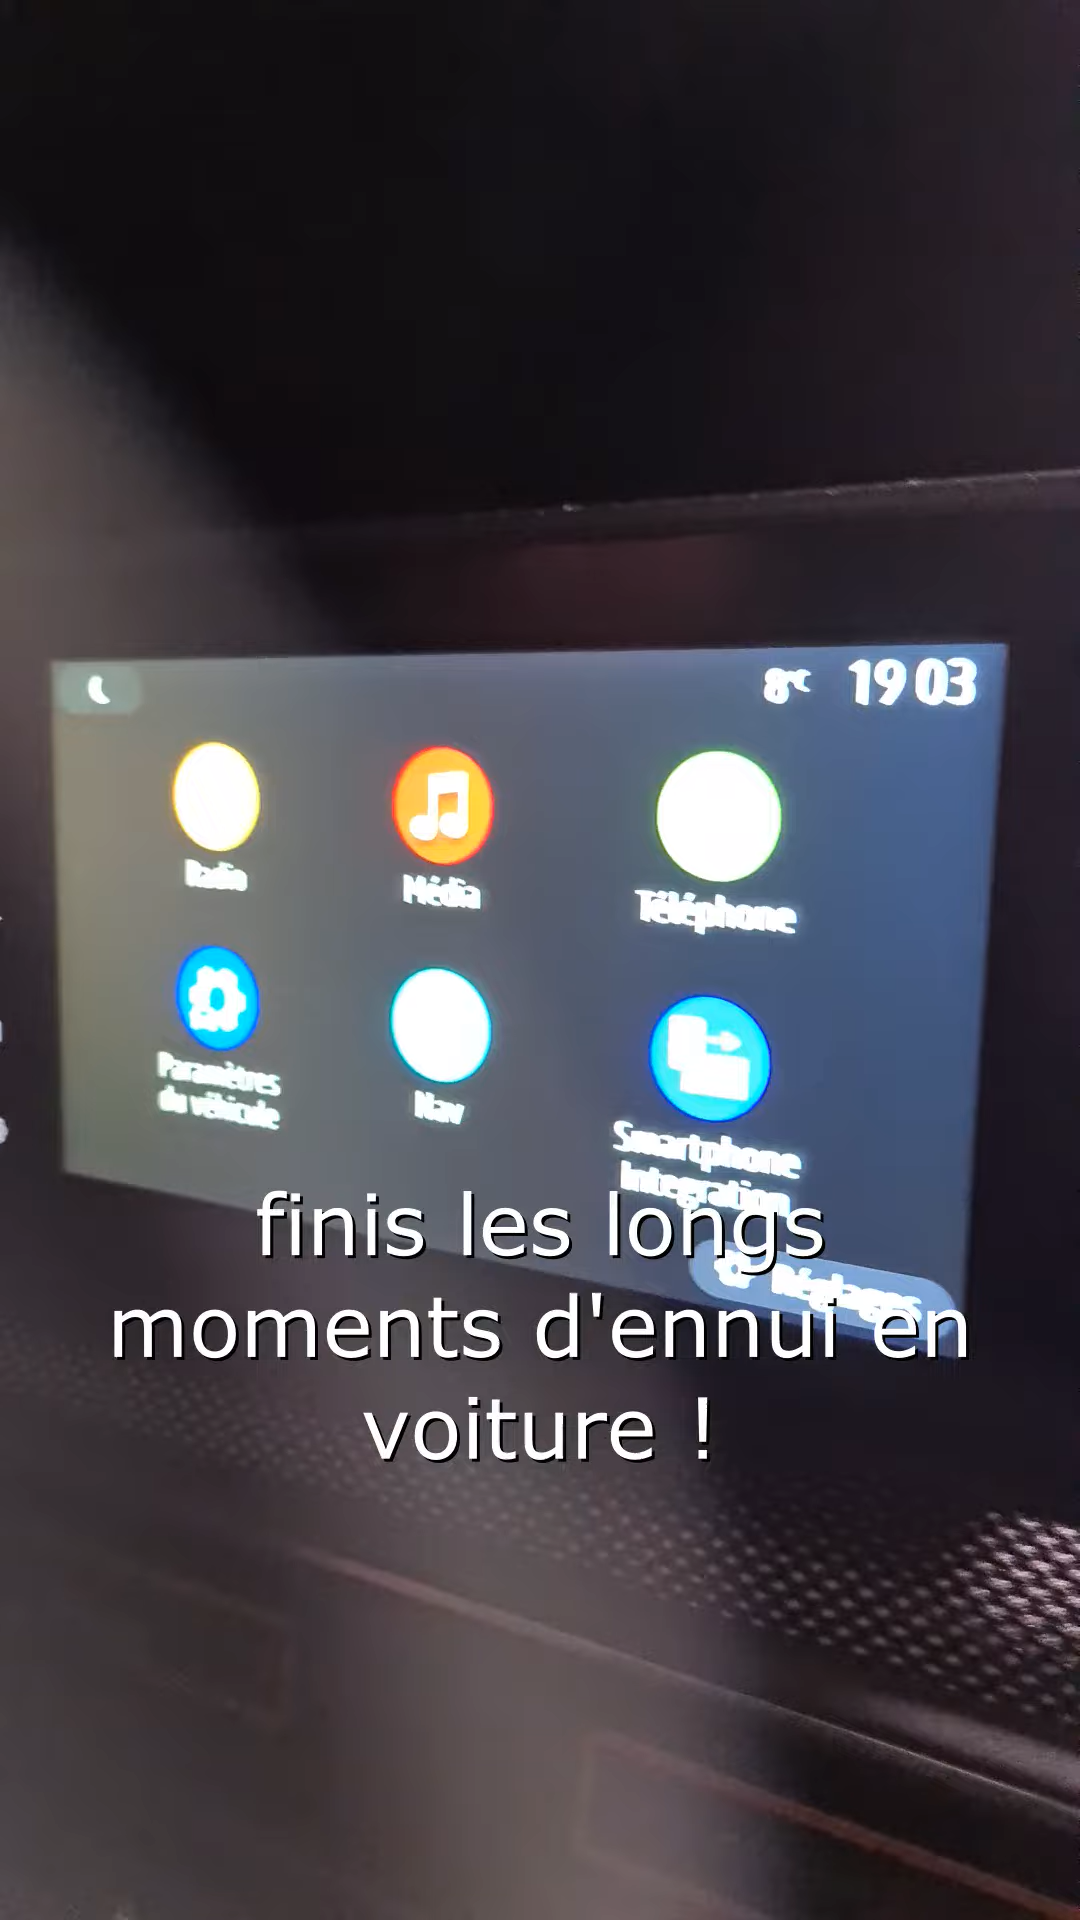 8°C 19 03
Radio
Média
Téléphone
Paramètres
du véhicule
Nav
Smartphone
Integration
Réglages
finis les longs
moments d'ennui en
voiture !